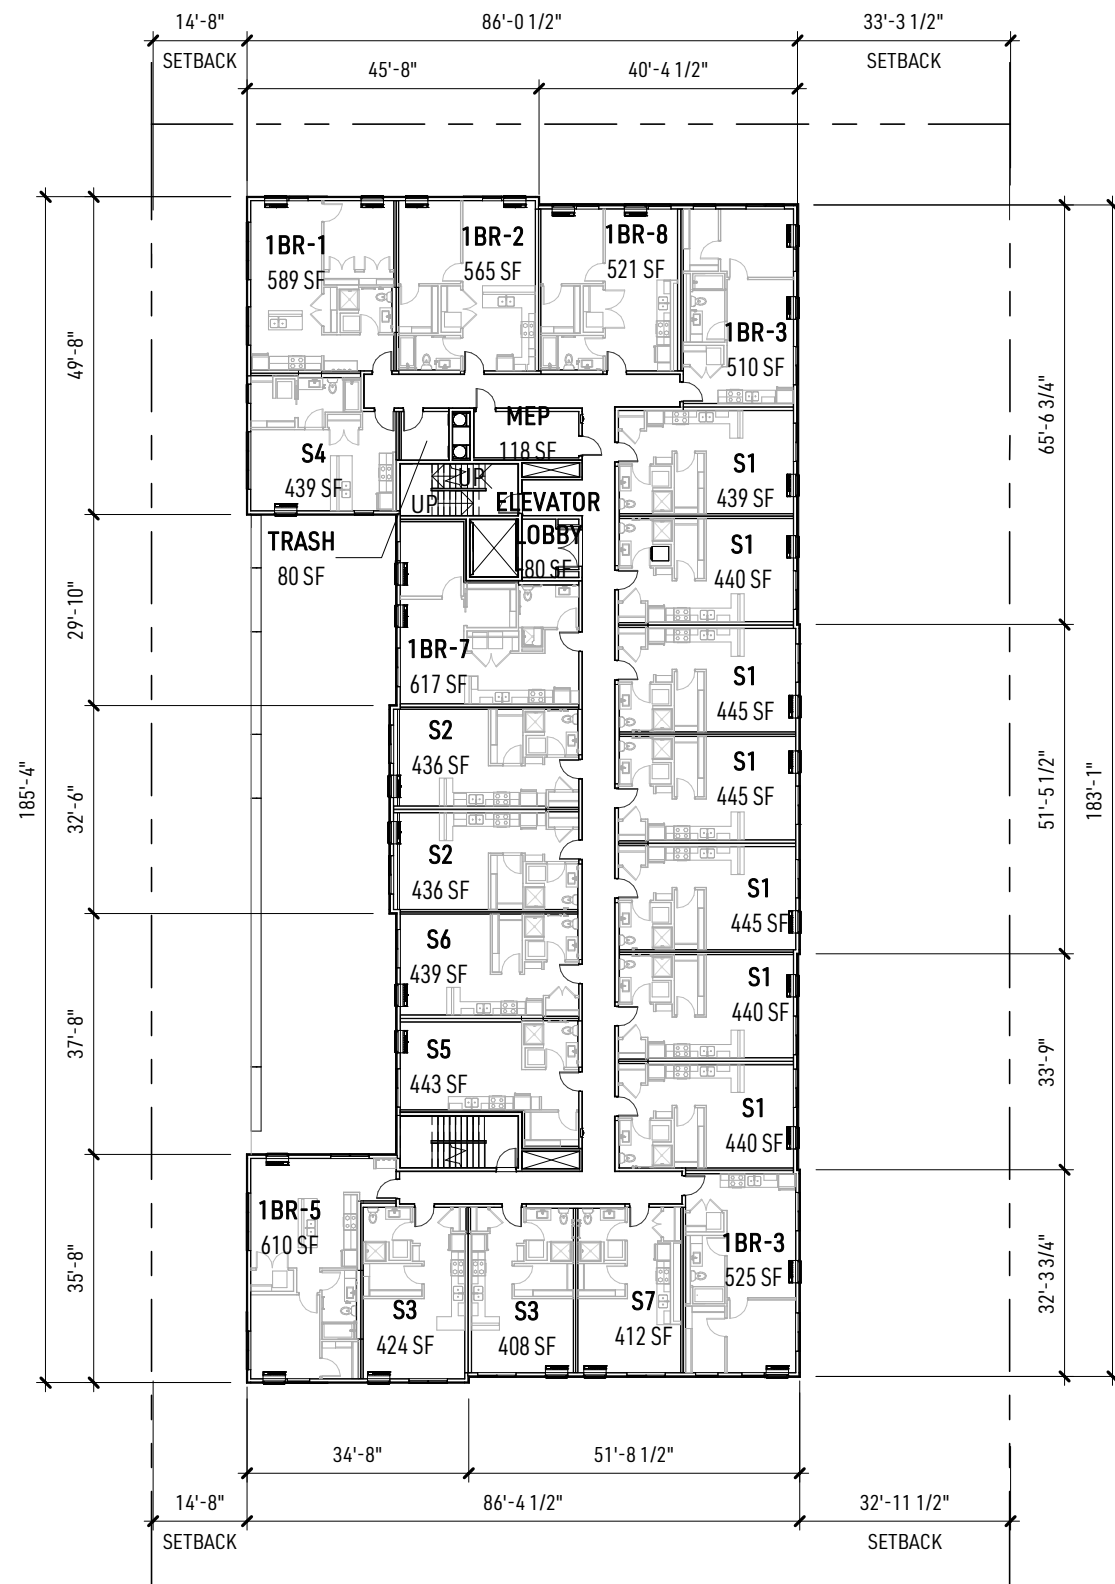 14'-8"
86'-0 1/2"
33'-3 1/2"
SETBACK
SETBACK
45'-8"
40'-4 1/2"
1BR-1
589 SF
1BR-2
565 SF
1BR-8
521 SF
1BR-3
510 SF
49'-8"
65'-6 3/4"
MEP
118 SF
S4
439 SF
S1
439 SF
UP
UP
ELEVATOR
LOBBY
80 SF
TRASH
80 SF
S1
440 SF
29'-10"
1BR-7
617 SF
S1
445 SF
S2
436 SF
S1
445 SF
185'-4"
32'-6"
51'-5 1/2"
183'-1"
S2
436 SF
S1
445 SF
S6
439 SF
S1
440 SF
37'-8"
33'-9"
S5
443 SF
S1
440 SF
1BR-5
610 SF
1BR-3
525 SF
35'-8"
32'-3 3/4"
S3
424 SF
S3
408 SF
S7
412 SF
34'-8"
51'-8 1/2"
14'-8"
86'-4 1/2"
32'-11 1/2"
SETBACK
SETBACK